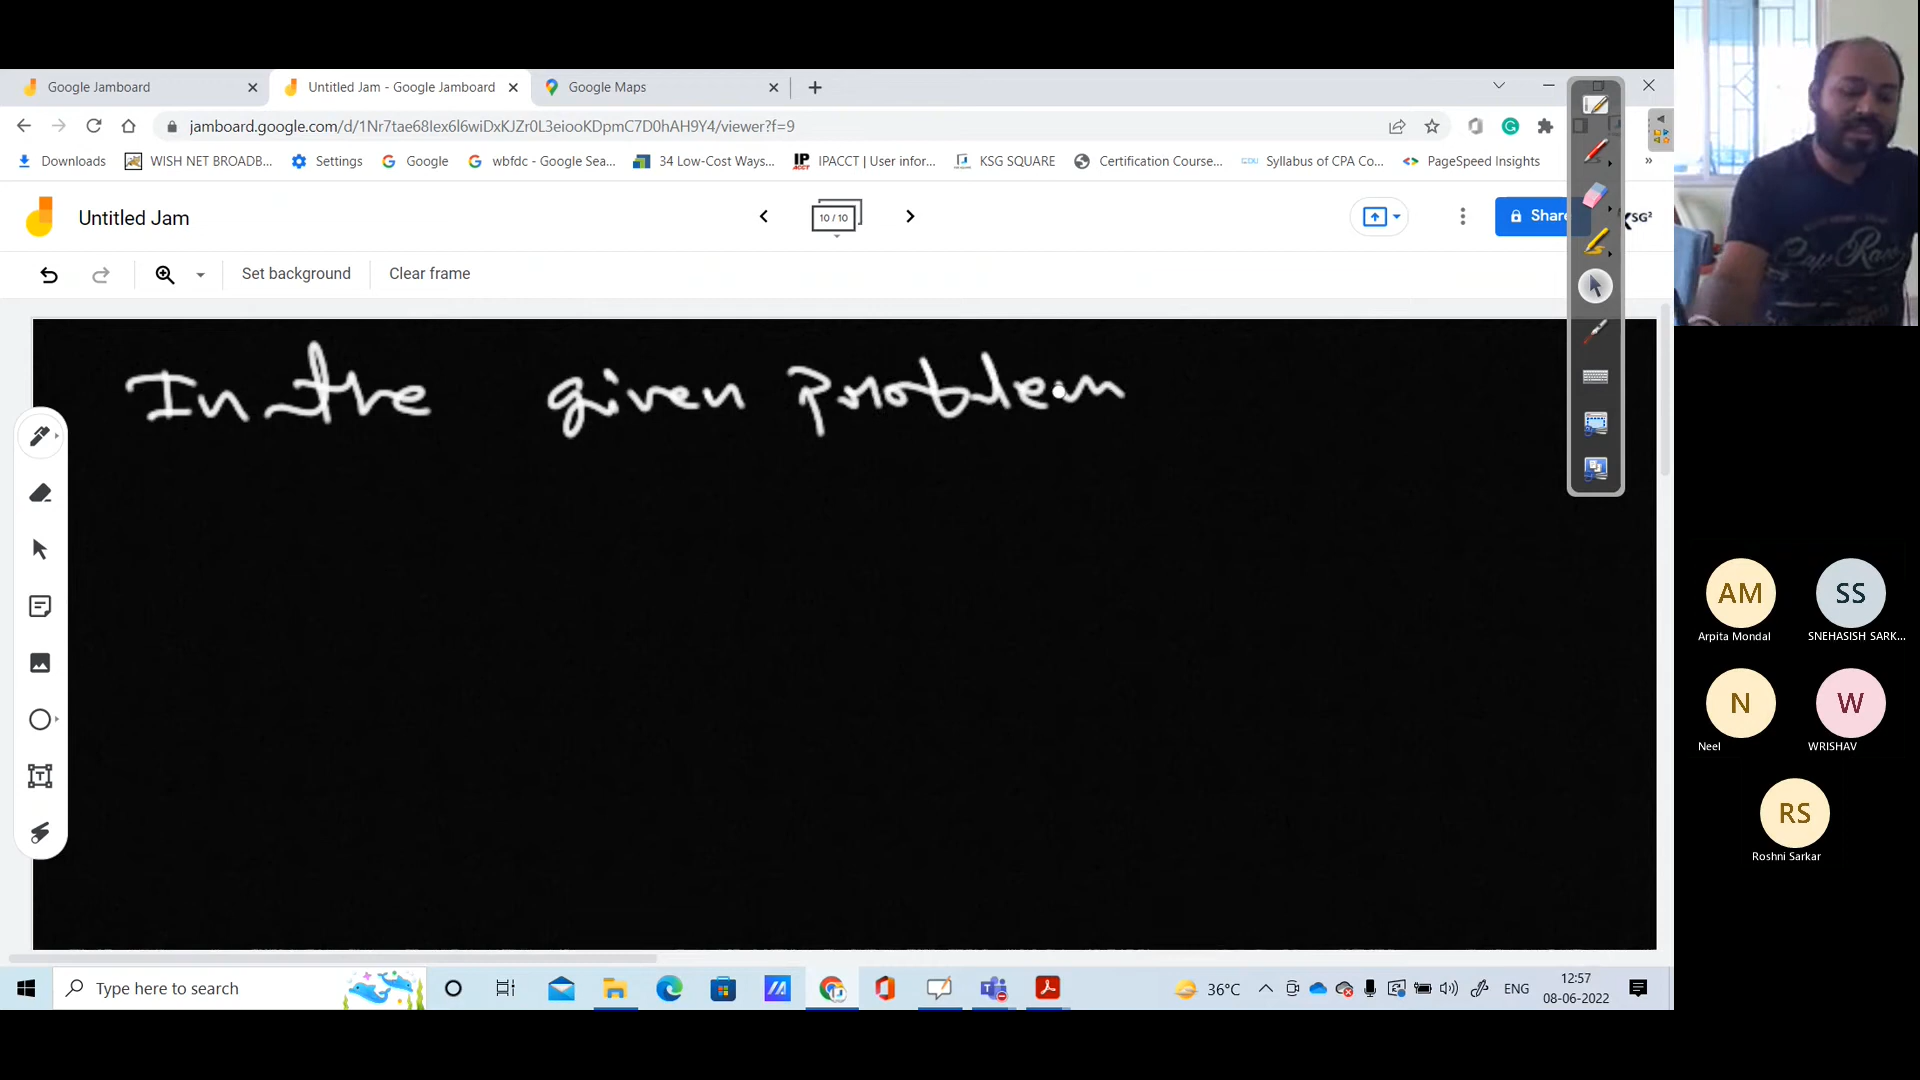 Google Jamboard
Untitled Jam - Google Jamboard
Google Maps
jamboard.google.com/d/1Nr7tae68Iex6l6wiDxKJZr0L3eiooKDpmC7D0hAH9Y4/viewer?f=9
Downloads WISH NET BROADB... Settings Google wbfdc - Google Sea... 34 Low-Cost Ways... IPACCT | User infor... KSG SQUARE Certification Course... Syllabus of CPA Co... PageSpeed Insights »
Untitled Jam
10 / 10
Share
KSG²
Set background Clear frame
In the given problem
AM SS
Arpita Mondal SNEHASISH SARK...
N W
Neel WRISHAV
RS
Roshni Sarkar
Type here to search
36°C
ENG
12:57
08-06-2022